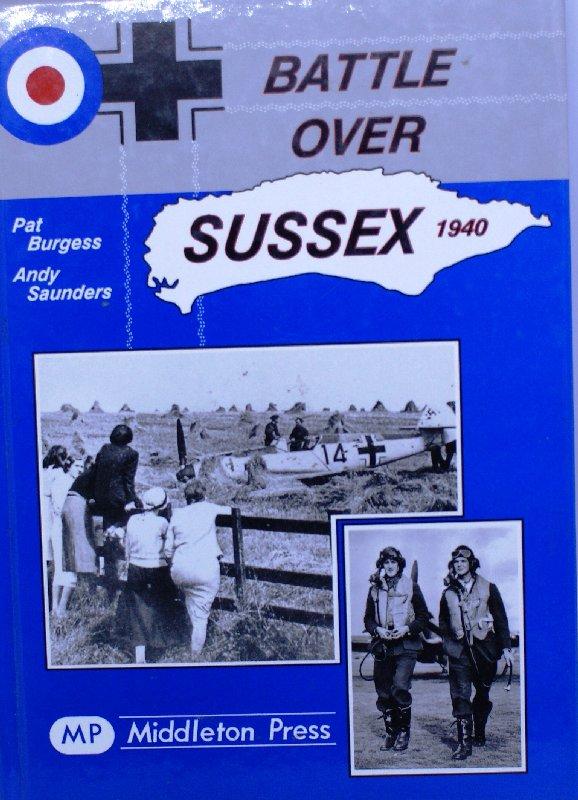 BATTLE
OVER
SUSSEX 1940
Pat
Burgess
Andy
Saunders
14
MP Middleton Press